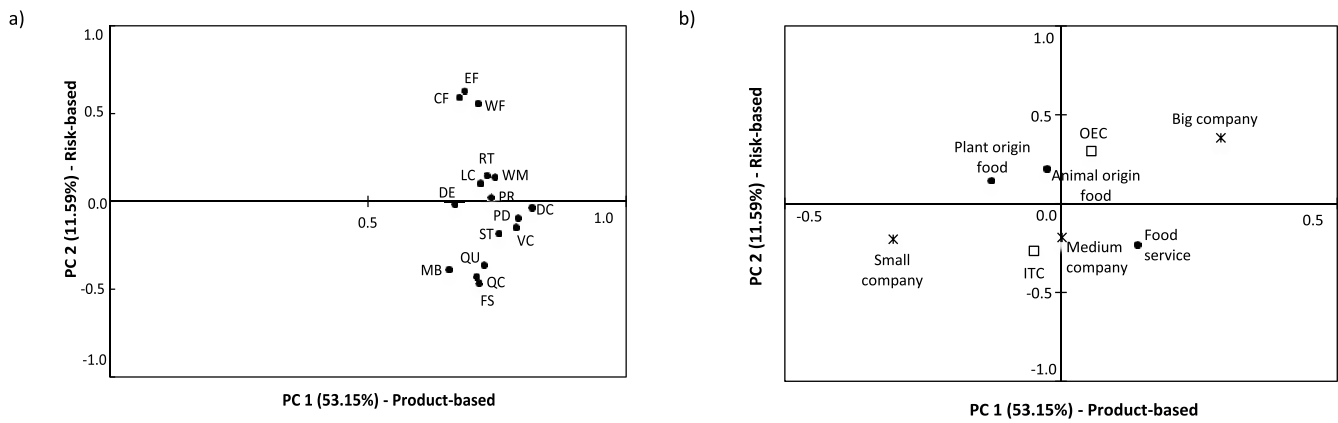 a)
1.0
0.5
0.0
-0.5
-1.0
PC 2 (11.59%) - Risk-based
EF
CF
WF
RT
LC
WM
DE
PR
0.5
1.0
PD
DC
ST
VC
QU
MB
QC
FS
PC 1 (53.15%) - Product-based
b)
1.0
0.5
0.0
-0.5
-1.0
PC 2 (11.59%) - Risk-based
Big company
OEC
Plant origin
food
Animal origin
food
-0.5
0.5
Small
company
ITC
Medium
company
Food
service
PC 1 (53.15%) - Product-based